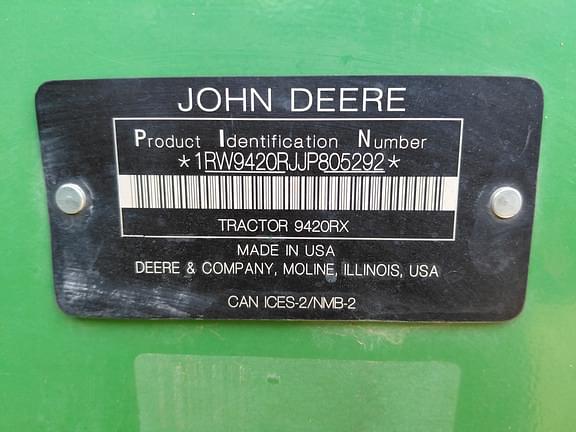 JOHN DEERE
Product Identification Number
*1RW9420RJJP805292*
TRACTOR 9420RX
MADE IN USA
DEERE & COMPANY, MOLINE, ILLINOIS, USA
CAN ICES-2/NMB-2